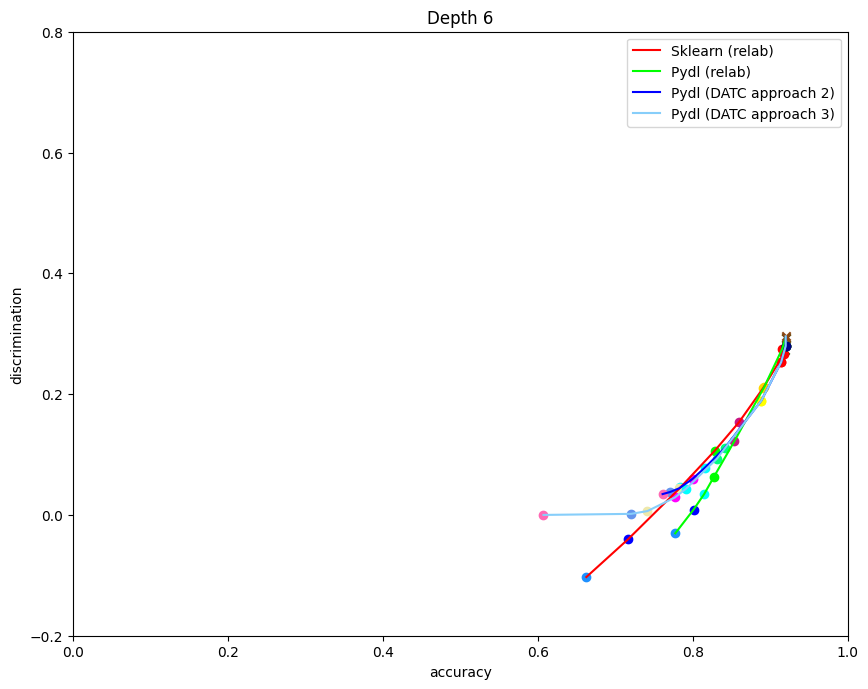 Depth 6
Sklearn (relab)
Pydl (relab)
Pydl (DATC approach 2)
Pydl (DATC approach 3)
0.8
0.6
0.4
0.2
0.0
−0.2
discrimination
0.0 0.2 0.4 0.6 0.8 1.0
accuracy